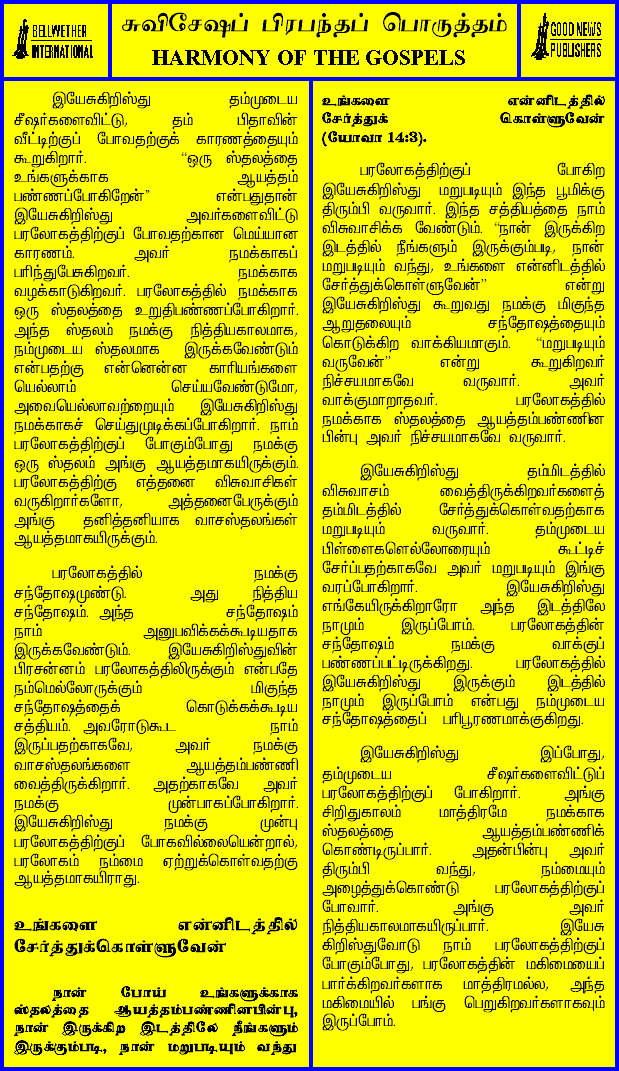 BELLWETHER
INTERNATIONAL
சுவிசேஷப் பிரபந்தப் பொருத்தம்
HARMONY OF THE GOSPELS
GOOD NEWS
PUBLISHERS
இயேசுகிறிஸ்து தம்முடைய
சீஷர்களைவிட்டு, தம் பிதாவின்
வீட்டிற்குப் போவதற்குக் காரணத்தையும்
கூறுகிறார். “ஒரு ஸ்தலத்தை
உங்களுக்காக ஆயத்தம்
பண்ணப்போகிறேன்” என்பதுதான்
இயேசுகிறிஸ்து அவர்களைவிட்டு
பரலோகத்திற்குப் போவதற்கான மெய்யான
காரணம். அவர் நமக்காகப்
பரிந்துபேசுகிறவர். நமக்காக
வழக்காடுகிறவர். பரலோகத்தில் நமக்காக
ஒரு ஸ்தலத்தை உறுதிபண்ணப்போகிறார்.
அந்த ஸ்தலம் நமக்கு நித்தியகாலமாக,
நம்முடைய ஸ்தலமாக இருக்கவேண்டும்
என்பதற்கு என்னென்ன காரியங்களை
யெல்லாம் செய்யவேண்டுமோ,
அவையெல்லாவற்றையும் இயேசுகிறிஸ்து
நமக்காகச் செய்துமுடிக்கப்போகிறார். நாம்
பரலோகத்திற்குப் போகும்போது நமக்கு
ஒரு ஸ்தலம் அங்கு ஆயத்தமாகயிருக்கும்.
பரலோகத்திற்கு எத்தனை விசுவாசிகள்
வருகிறார்களோ, அத்தனைபேருக்கும்
அங்கு தனித்தனியாக வாசஸ்தலங்கள்
ஆயத்தமாகயிருக்கும்.
பரலோகத்தில் நமக்கு
சந்தோஷமுண்டு. அது நித்திய
சந்தோஷம். அந்த சந்தோஷம்
நாம் அனுபவிக்கக்கூடியதாக
இருக்கவேண்டும். இயேசுகிறிஸ்துவின்
பிரசன்னம் பரலோகத்திலிருக்கும் என்பதே
நம்மெல்லோருக்கும் மிகுந்த
சந்தோஷத்தைக் கொடுக்கக்கூடிய
சத்தியம். அவரோடுகூட நாம்
இருப்பதற்காகவே, அவர் நமக்கு
வாசஸ்தலங்களை ஆயத்தம்பண்ணி
வைத்திருக்கிறார். அதற்காகவே அவர்
நமக்கு முன்பாகப்போகிறார்.
இயேசுகிறிஸ்து நமக்கு முன்பு
பரலோகத்திற்குப் போகவில்லையென்றால்,
பரலோகம் நம்மை ஏற்றுக்கொள்வதற்கு
ஆயத்தமாகயிராது.
உங்களை என்னிடத்தில்
சேர்த்துக்கொள்ளுவேன்
நான் போய் உங்களுக்காக
ஸ்தலத்தை ஆயத்தம்பண்ணினபின்பு,
நான் இருக்கிற இடத்திலே நீங்களும்
இருக்கும்படி, நான் மறுபடியும் வந்து
உங்களை என்னிடத்தில்
சேர்த்துக் கொள்ளுவேன்
(யோவா 14:3).
பரலோகத்திற்குப் போகிற
இயேசுகிறிஸ்து மறுபடியும் இந்த பூமிக்கு
திரும்பி வருவார். இந்த சத்தியத்தை நாம்
விசுவாசிக்க வேண்டும். “நான் இருக்கிற
இடத்தில் நீங்களும் இருக்கும்படி, நான்
மறுபடியும் வந்து, உங்களை என்னிடத்தில்
சேர்த்துக்கொள்ளுவேன்” என்று
இயேசுகிறிஸ்து கூறுவது நமக்கு மிகுந்த
ஆறுதலையும் சந்தோஷத்தையும்
கொடுக்கிற வாக்கியமாகும். “மறுபடியும்
வருவேன்” என்று கூறுகிறவர்
நிச்சயமாகவே வருவார். அவர்
வாக்குமாறாதவர். பரலோகத்தில்
நமக்காக ஸ்தலத்தை ஆயத்தம்பண்ணின
பின்பு அவர் நிச்சயமாகவே வருவார்.
இயேசுகிறிஸ்து தம்மிடத்தில்
விசுவாசம் வைத்திருக்கிறவர்களைத்
தம்மிடத்தில் சேர்த்துக்கொள்வதற்காக
மறுபடியும் வருவார். தம்முடைய
பிள்ளைகளெல்லோரையும் கூட்டிச்
சேர்ப்பதற்காகவே அவர் மறுபடியும் இங்கு
வரப்போகிறார். இயேசுகிறிஸ்து
எங்கேயிருக்கிறாரோ அந்த இடத்திலே
நாமும் இருப்போம். பரலோகத்தின்
சந்தோஷம் நமக்கு வாக்குப்
பண்ணப்பட்டிருக்கிறது. பரலோகத்தில்
இயேசுகிறிஸ்து இருக்கும் இடத்தில்
நாமும் இருப்போம் என்பது நம்முடைய
சந்தோஷத்தைப் பரிபூரணமாக்குகிறது.
இயேசுகிறிஸ்து இப்போது,
தம்முடைய சீஷர்களைவிட்டுப்
பரலோகத்திற்குப் போகிறார். அங்கு
சிறிதுகாலம் மாத்திரமே நமக்காக
ஸ்தலத்தை ஆயத்தம்பண்ணிக்
கொண்டிருப்பார். அதன்பின்பு அவர்
திரும்பி வந்து, நம்மையும்
அழைத்துக்கொண்டு பரலோகத்திற்குப்
போவார். அங்கு அவர்
நித்தியகாலமாகயிருப்பார். இயேசு
கிறிஸ்துவோடு நாம் பரலோகத்திற்குப்
போகும்போது, பரலோகத்தின் மகிமையைப்
பார்க்கிறவர்களாக மாத்திரமல்ல, அந்த
மகிமையில் பங்கு பெறுகிறவர்களாகவும்
இருப்போம்.